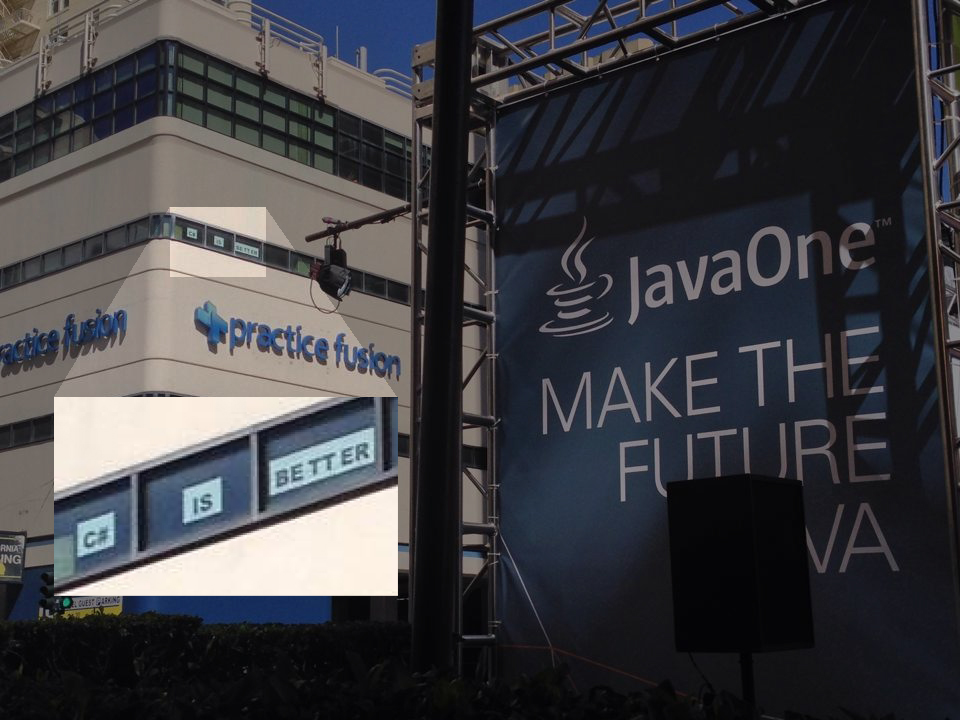 C# IS BETTER
practice fusion
practice fusion
C# IS BETTER
JavaOne™
MAKE THE
FUTURE
VA